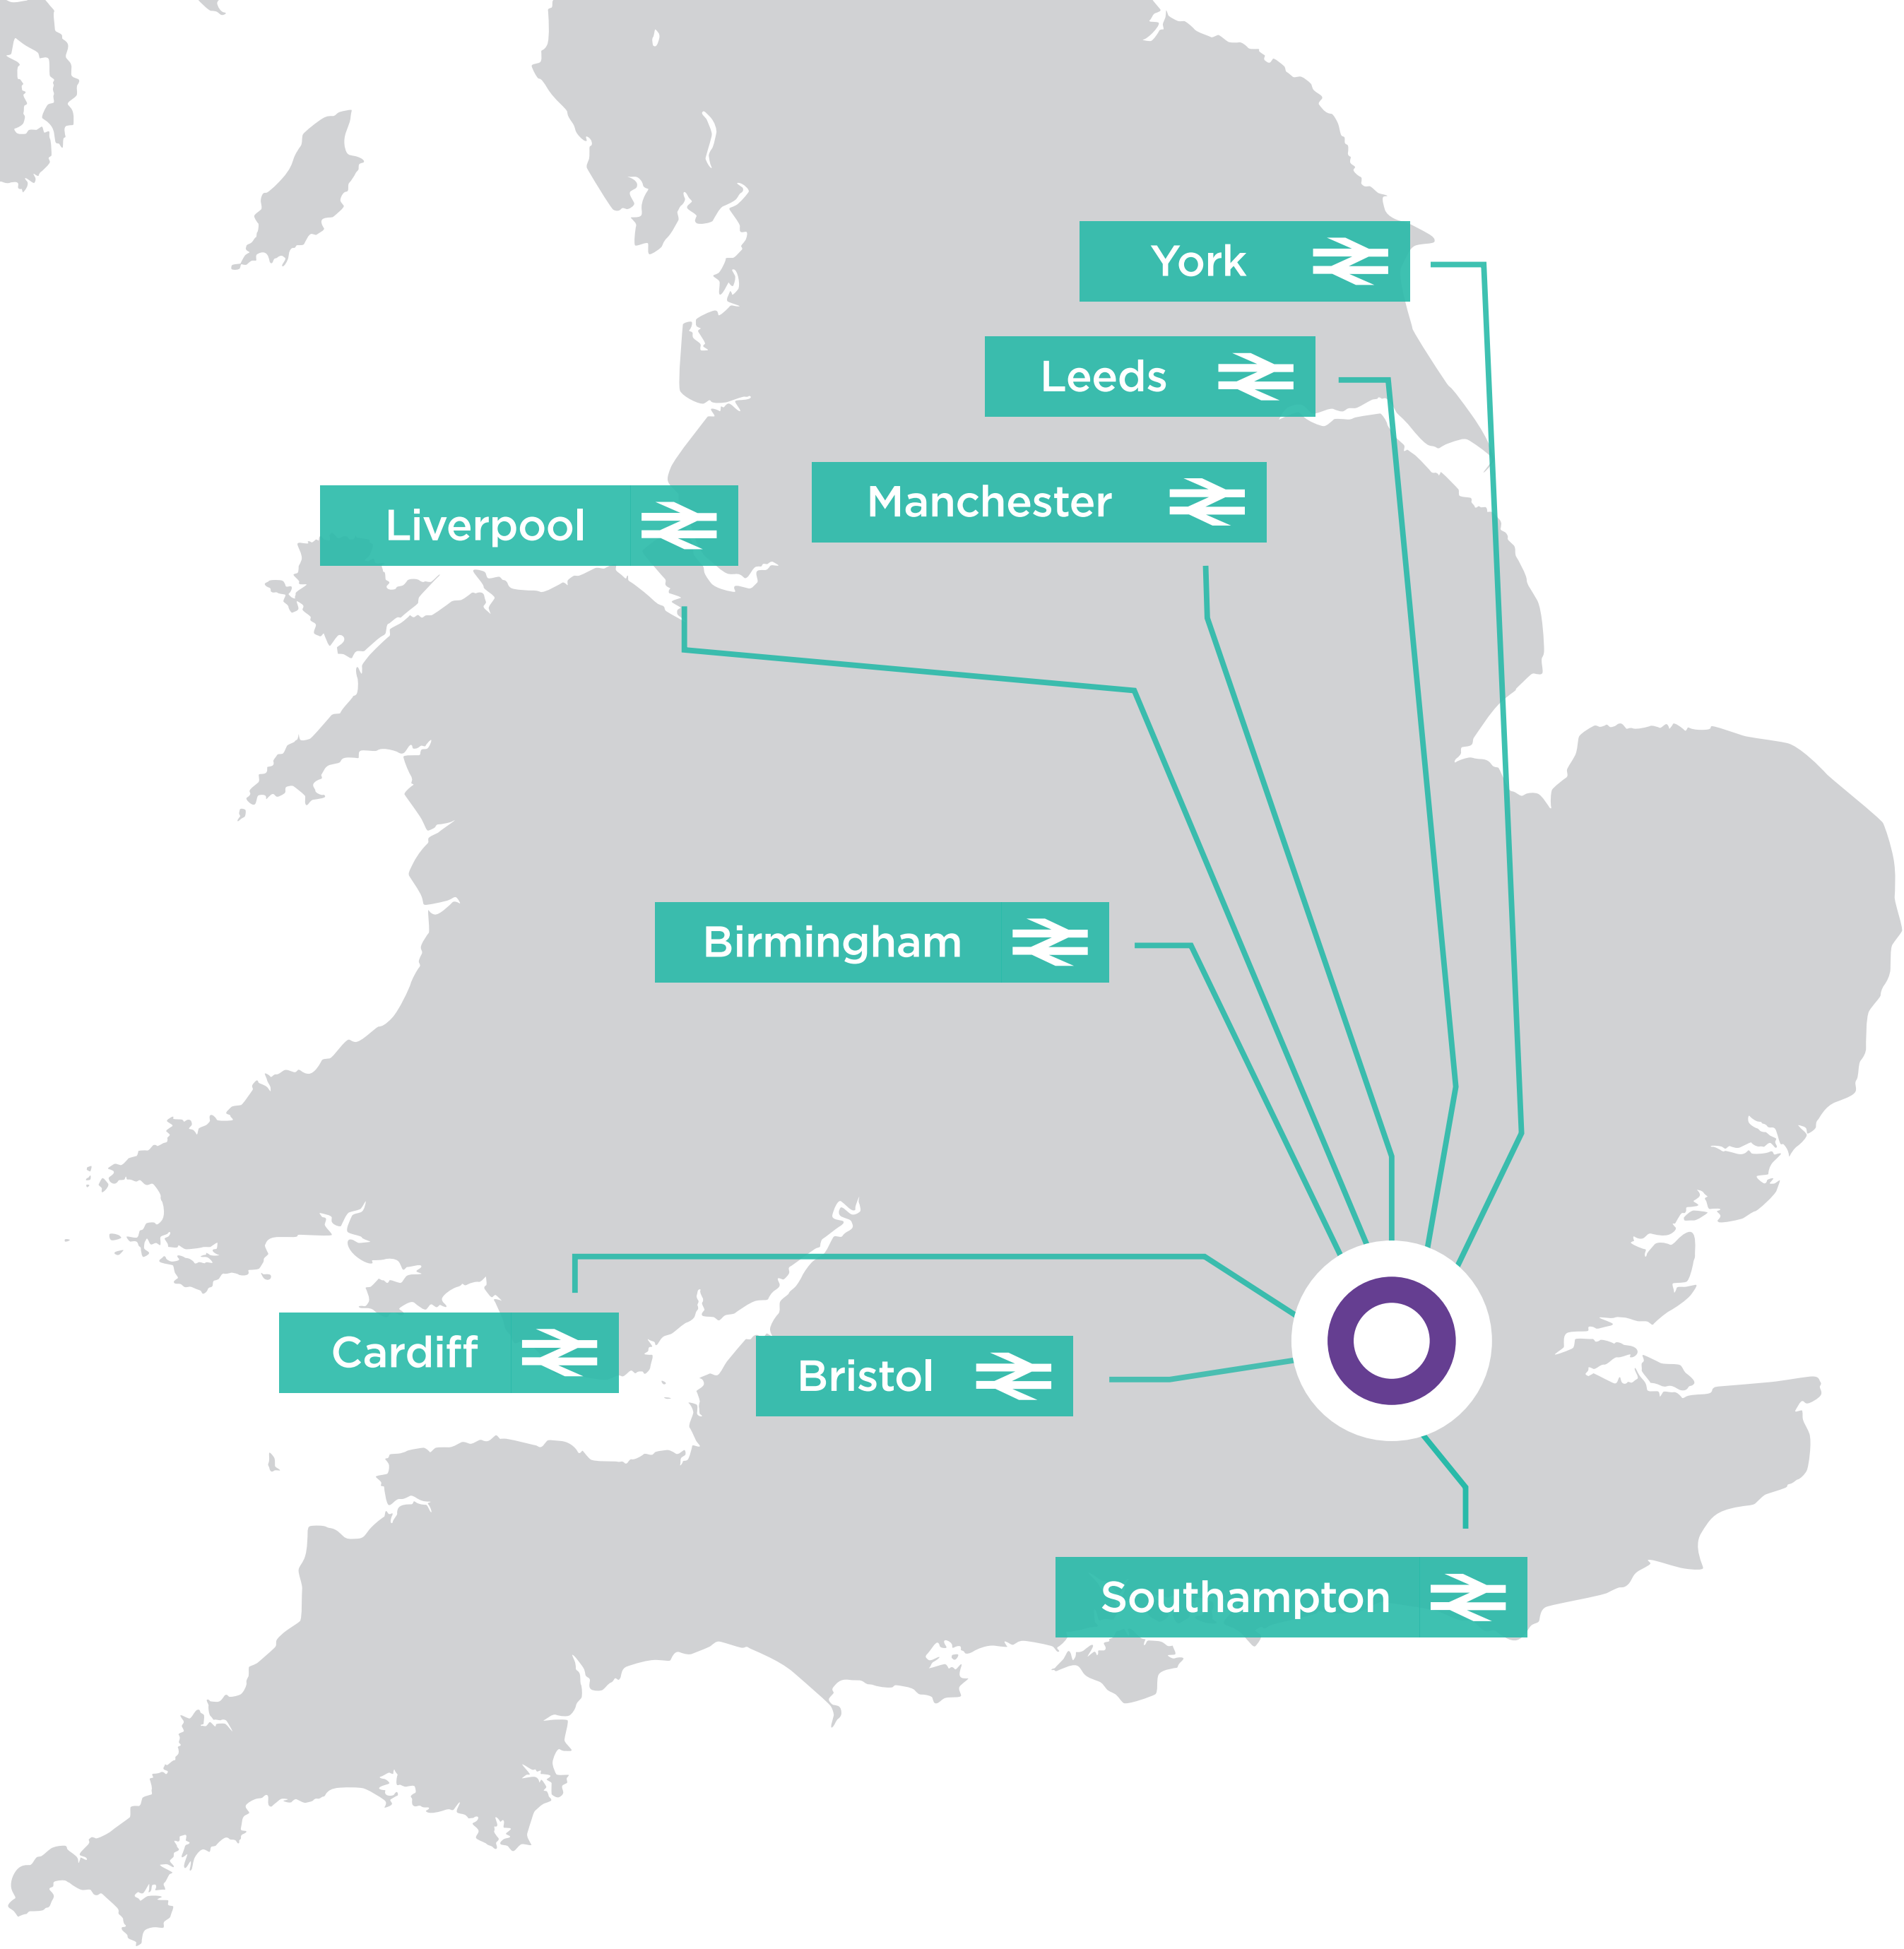 York
Leeds
Manchester
Liverpool
Birmingham
Cardiff
Bristol
Southampton